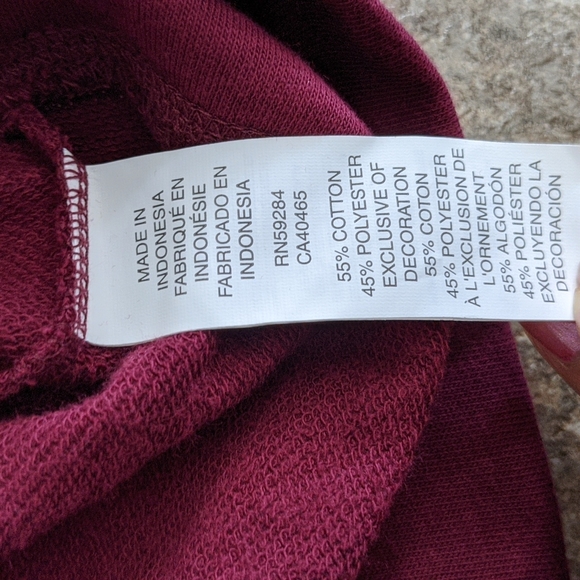 MADE IN
INDONESIA
FABRIQUÉ EN
INDONÉSIE
FABRICADO EN
INDONESIA
RN59284
CA40465
55% COTTON
45% POLYESTER
EXCLUSIVE OF
DECORATION
55% COTON
45% POLYESTER
À L'EXCLUSION DE
L'ORNEMENT
55% ALGODÓN
45% POLIÉSTER
EXCLUYENDO LA
DECORACIÓN